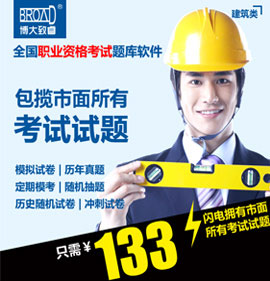 BROAD®
博大致睿
建筑类
全国职业资格考试题库软件
包揽市面所有
考试试题
模拟试卷 | 历年真题
定期模考 | 随机抽题
历史随机试卷 | 冲刺试卷
闪电拥有市面
所有考试试题
只需¥133